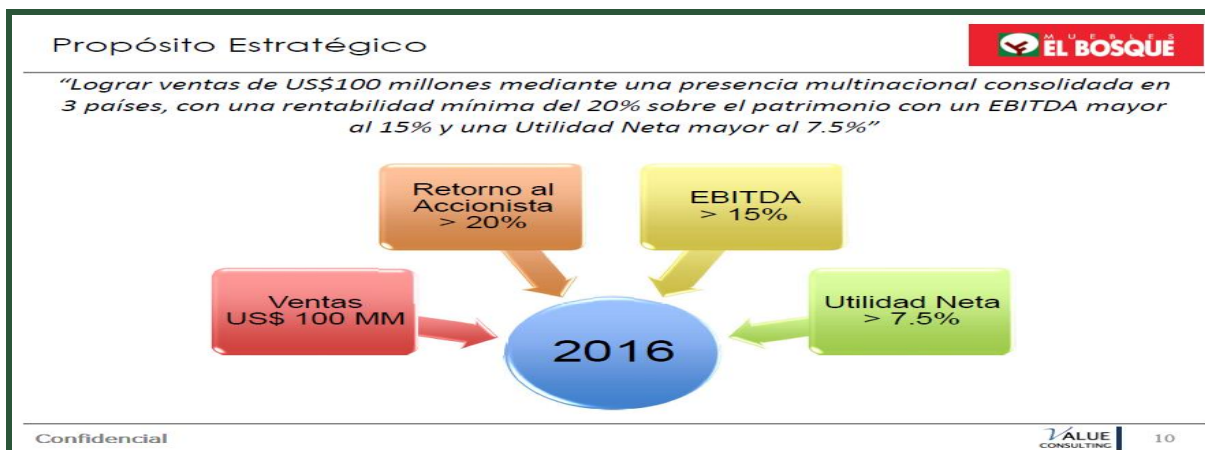 Propósito Estratégico
MUEBLES
EL BOSQUE
“Lograr ventas de US$100 millones mediante una presencia multinacional consolidada en
3 países, con una rentabilidad mínima del 20% sobre el patrimonio con un EBITDA mayor
al 15% y una Utilidad Neta mayor al 7.5%”
Retorno al
Accionista
> 20%
EBITDA
> 15%
Ventas
US$ 100 MM
Utilidad Neta
> 7.5%
2016
Confidencial
VALUE
CONSULTING
10